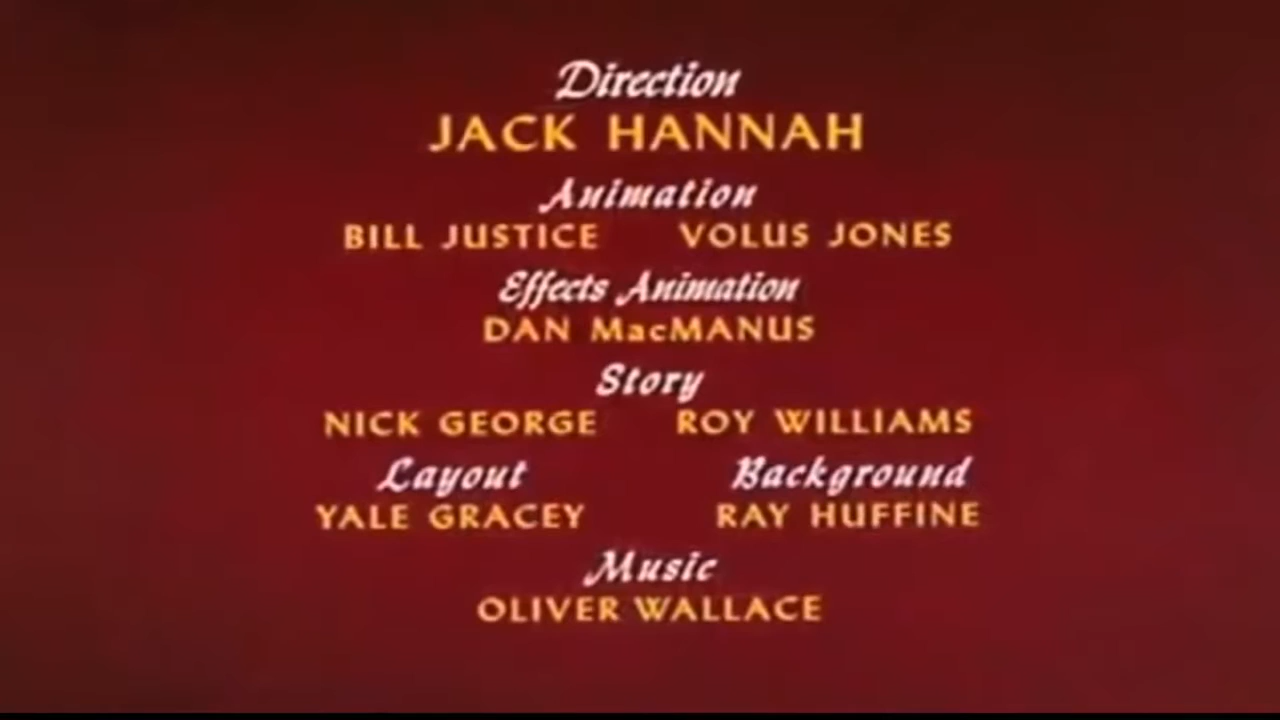 Direction
JACK HANNAH
Animation
BILL JUSTICE VOLUS JONES
Effects Animation
DAN MacMANUS
Story
NICK GEORGE ROY WILLIAMS
Layout Background
YALE GRACEY RAY HUFFINE
Music
OLIVER WALLACE